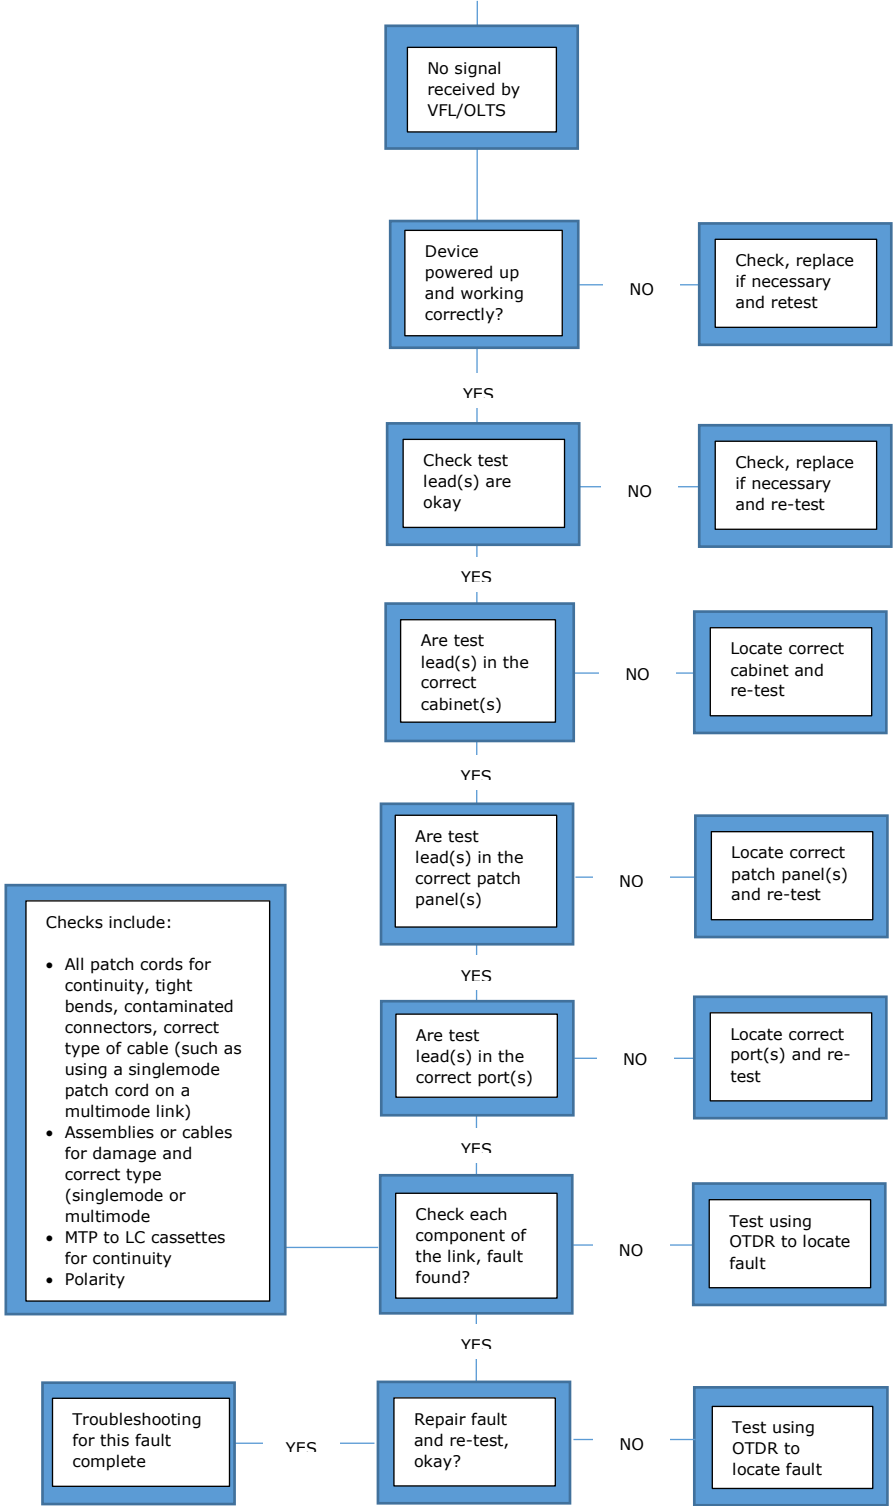 No signal
received by
VFL/OLTS
Device
powered up
and working
correctly?
NO
Check, replace
if necessary
and retest
YES
Check test
lead(s) are
okay
NO
Check, replace
if necessary
and re-test
YES
Are test
lead(s) in the
correct
cabinet(s)
NO
Locate correct
cabinet and
re-test
YES
Are test
lead(s) in the
correct patch
panel(s)
NO
Locate correct
patch panel(s)
and re-test
YES
Are test
lead(s) in the
correct port(s)
NO
Locate correct
port(s) and re-
test
YES
Checks include:
• All patch cords for
continuity, tight
bends, contaminated
connectors, correct
type of cable (such as
using a singlemode
patch cord on a
multimode link)
• Assemblies or cables
for damage and
correct type
(singlemode or
multimode
• MTP to LC cassettes
for continuity
• Polarity
Check each
component of
the link, fault
found?
NO
Test using
OTDR to locate
fault
YES
Repair fault
and re-test,
okay?
NO
Test using
OTDR to
locate fault
YES
Troubleshooting
for this fault
complete